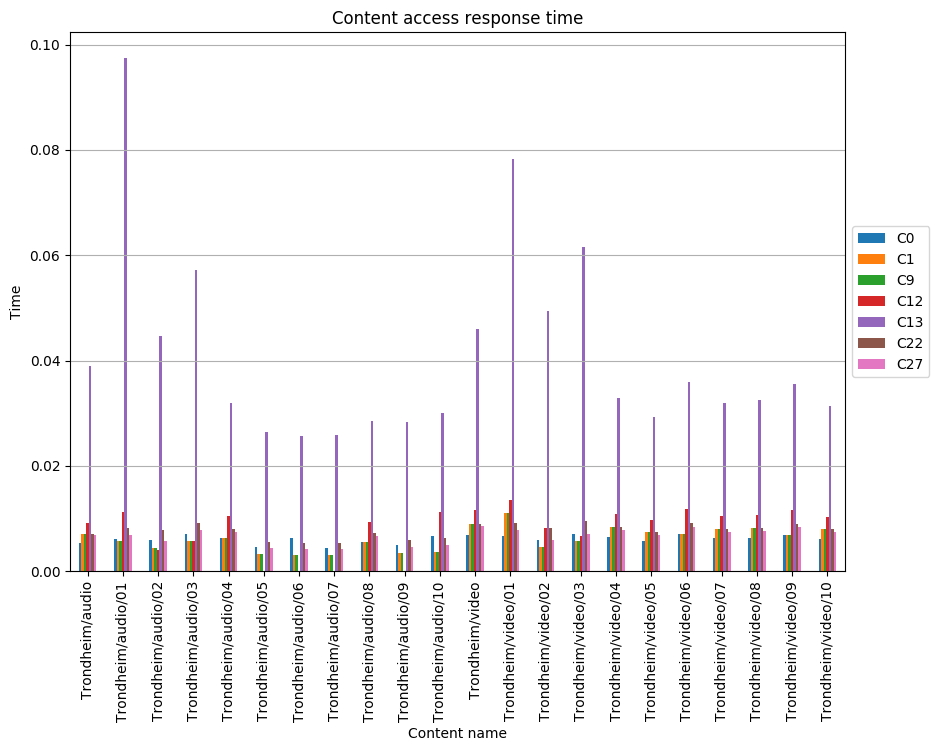 Content access response time
0.10
0.08
0.06
0.04
0.02
0.00
Time
C0
C1
C9
C12
C13
C22
C27
Trondheim/audio
Trondheim/audio/01
Trondheim/audio/02
Trondheim/audio/03
Trondheim/audio/04
Trondheim/audio/05
Trondheim/audio/06
Trondheim/audio/07
Trondheim/audio/08
Trondheim/audio/09
Trondheim/audio/10
Trondheim/video
Trondheim/video/01
Trondheim/video/02
Trondheim/video/03
Trondheim/video/04
Trondheim/video/05
Trondheim/video/06
Trondheim/video/07
Trondheim/video/08
Trondheim/video/09
Trondheim/video/10
Content name